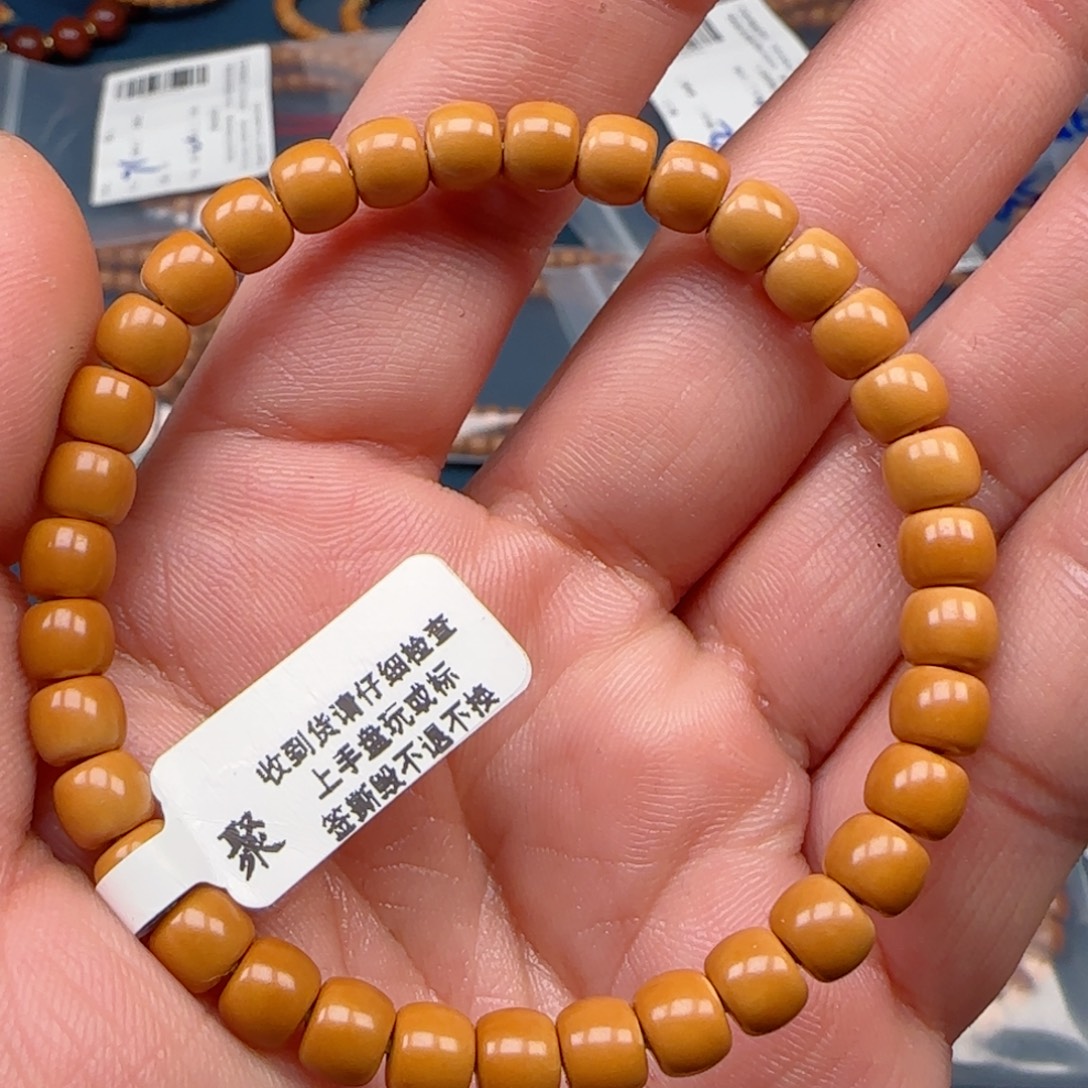 收到货请仔细检查
上手盘玩或标
签撕毁不退不换
聚